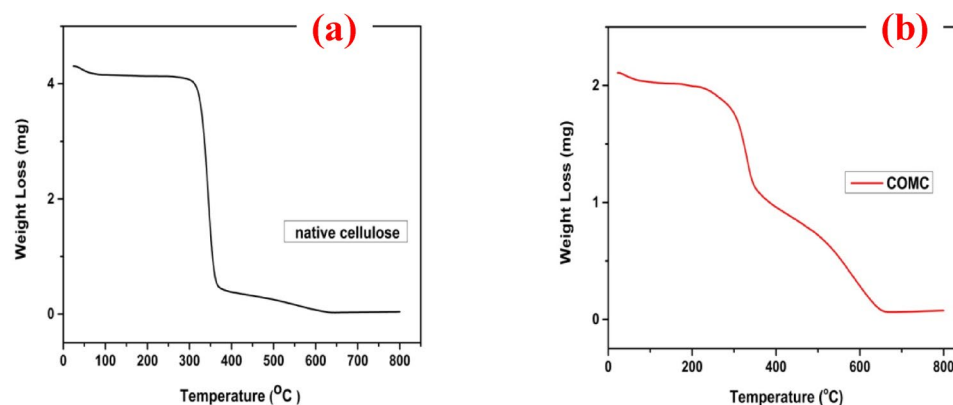 (a)
4
2
0
Weight Loss (mg)
native cellulose
0 100 200 300 400 500 600 700 800
Temperature (ᴼC )
(b)
2
1
0
Weight Loss (mg)
COMC
0 200 400 600 800
Temperature (°C)